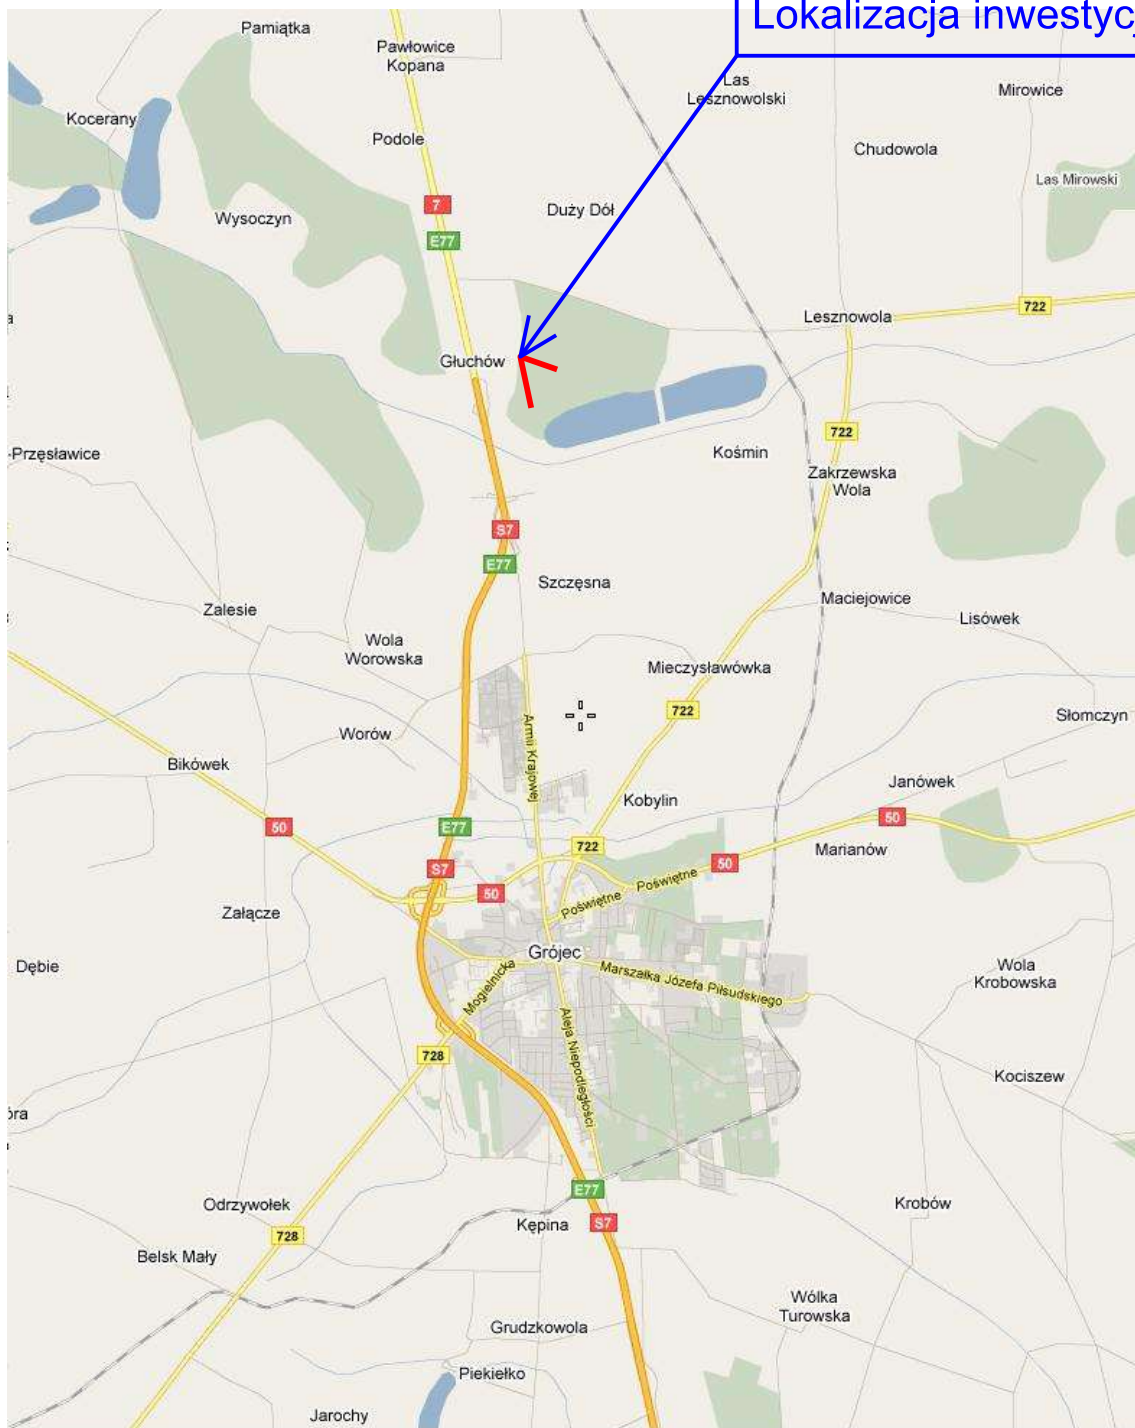 Lokalizacja inwestyc
Pamiątka
Pawłowice
Kopana
Las
Lesznowolski
Mirowice
Kocerany
Podole
Chudowola
Las Mirowski
7
Duży Dół
Wysoczyn
E77
722
Lesznowola
Głuchów
722
Kośmin
-Przęsławice
Zakrzewska
Wola
S7
E77
Szczęsna
Maciejowice
Zalesie
Lisówek
Wola
Worowska
Mieczysławówka
722
Słomczyn
Armii Krajowej
Worów
Bikówek
Janówek
Kobylin
50
E77
50
722
Marianów
S7
50
50
Poświętne
Poświętne
Załącze
Grójec
Dębie
Mogielnicka
Marszałka Józefa Piłsudskiego
Wola
Krobowska
Aleja Niepodległości
728
Kociszew
óra
E77
Odrzywołek
Krobów
Kępina
S7
728
Belsk Mały
Wólka
Turowska
Grudzkowola
Piekiełko
Jarochy